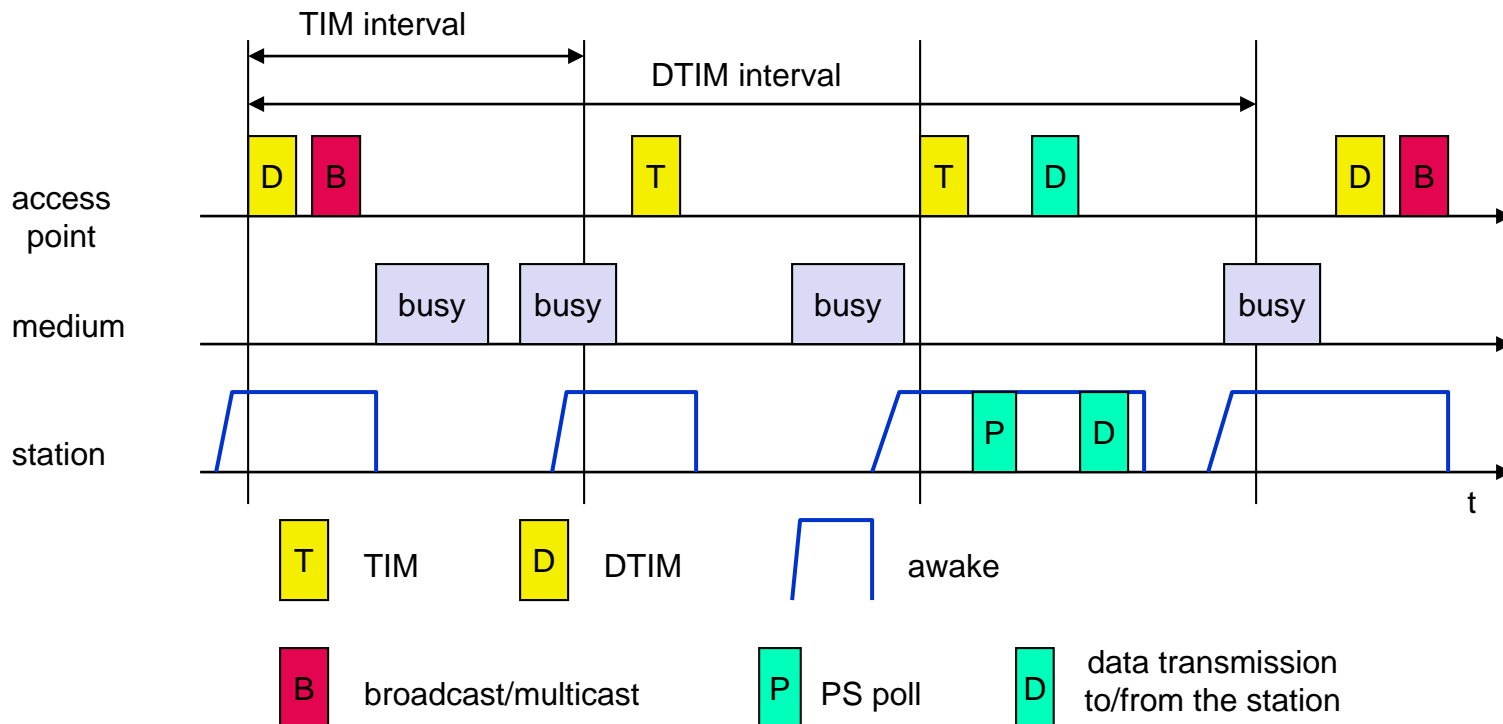 TIM interval
DTIM interval
D B T T D D B
access
point
busy busy busy busy
medium
P D
station
t
T TIM D DTIM awake
B broadcast/multicast P PS poll D data transmission
to/from the station